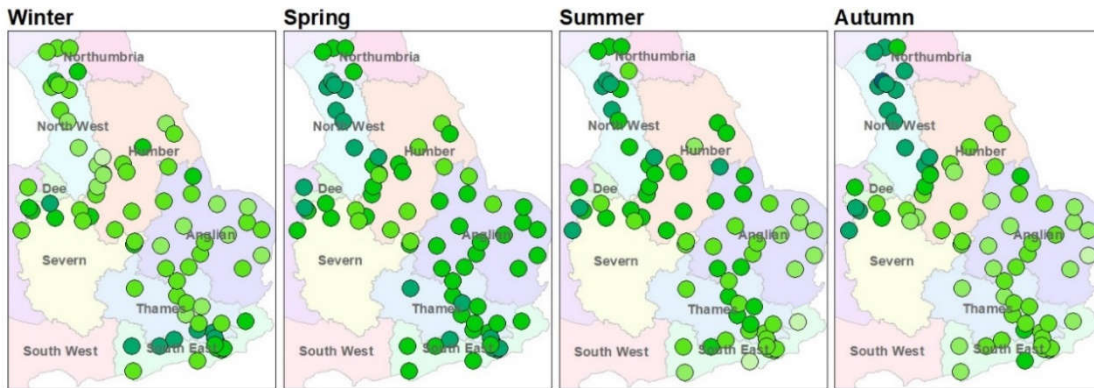 Winter
Northumbria
North West
Humber
Dee
Anglian
Severn
Thames
South West
South East
Spring
Northumbria
North West
Humber
Dee
Anglian
Severn
Thames
South West
South East
Summer
Northumbria
North West
Humber
Dee
Anglian
Severn
Thames
South West
South East
Autumn
Northumbria
North West
Humber
Dee
Anglian
Severn
Thames
South West
South East